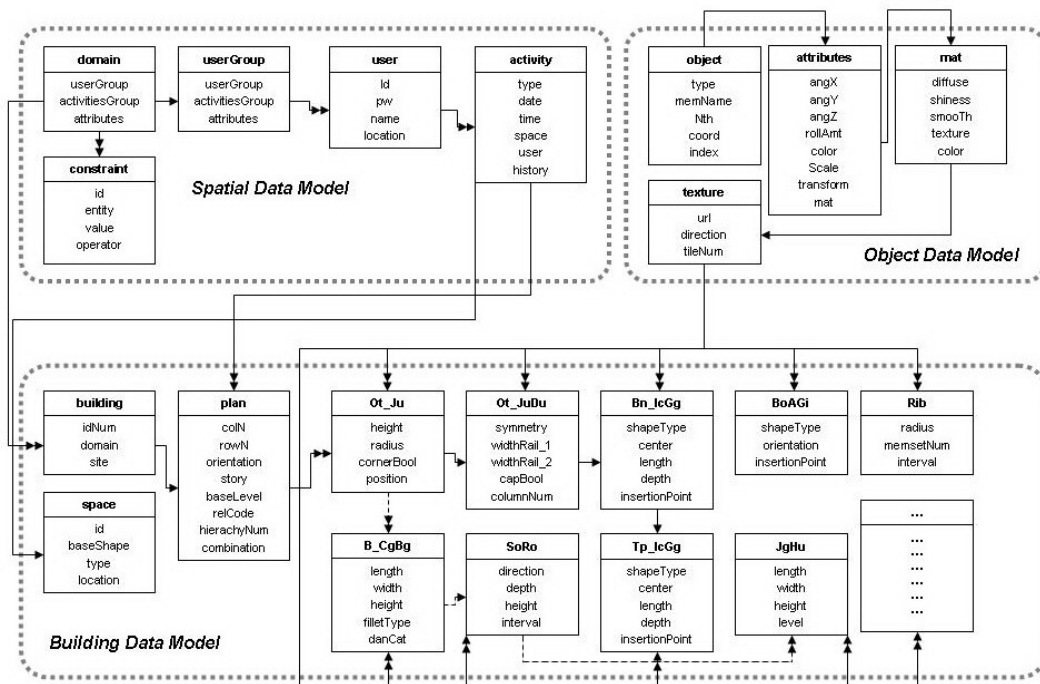 domain
userGroup
activitiesGroup
attributes
userGroup
userGroup
activitiesGroup
attributes
user
Id
pw
name
location
activity
type
date
time
space
user
history
constraint
id
entity
value
operator
Spatial Data Model
object
type
memName
Nth
coord
index
attributes
angX
angY
angZ
rollAmt
color
Scale
transform
mat
mat
diffuse
shiness
smooTh
texture
color
texture
url
direction
tileNum
Object Data Model
building
idNum
domain
site
plan
colN
rowN
orientation
story
baseLevel
relCode
hierachyNum
combination
Ot_Ju
height
radius
cornerBool
position
Ot_JuDu
symmetry
widthRail_1
widthRail_2
capBool
columnNum
Bn_IcGg
shapeType
center
length
depth
insertionPoint
BoAGi
shapeType
orientation
insertionPoint
Rib
radius
memsetNum
interval
space
id
baseShape
type
location
B_CgBg
length
width
height
filletType
danCat
SoRo
direction
depth
height
interval
Tp_IcGg
shapeType
center
length
depth
insertionPoint
JgHu
length
width
height
level
...
...
...
...
...
...
...
Building Data Model